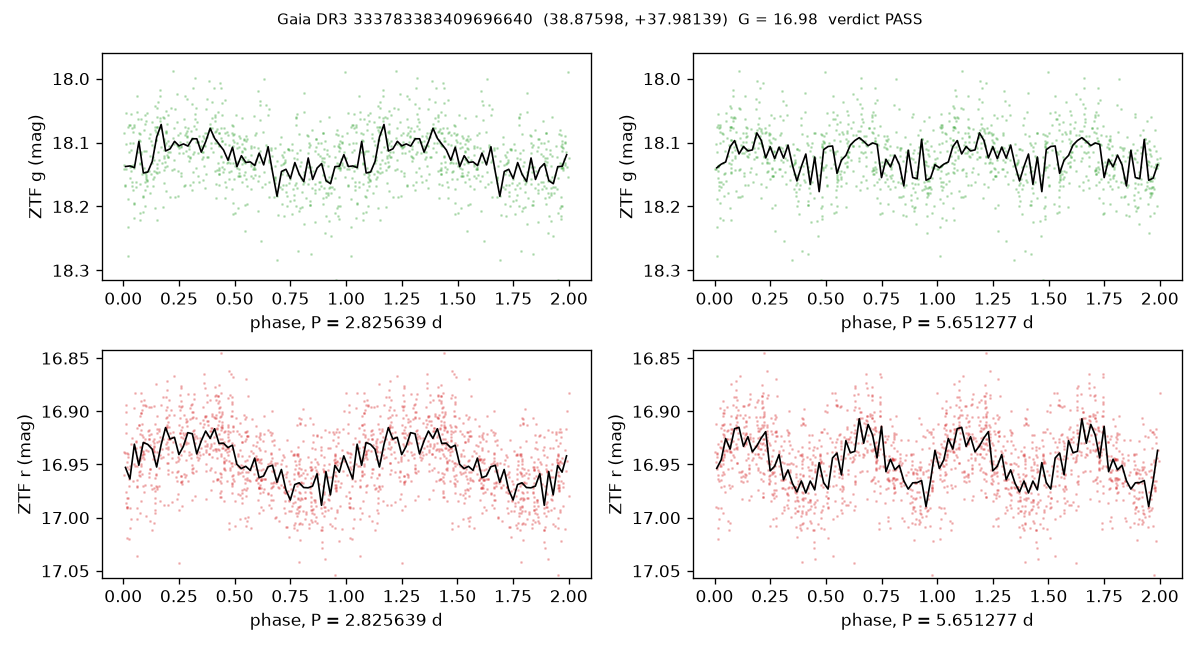 Gaia DR3 333783383409696640  (38.87598, +37.98139)  G = 16.98  verdict PASS
ZTF g (mag)
18.0
18.1
18.2
18.3
0.00 0.25 0.50 0.75 1.00 1.25 1.50 1.75 2.00
phase, P = 2.825639 d
ZTF g (mag)
18.0
18.1
18.2
18.3
0.00 0.25 0.50 0.75 1.00 1.25 1.50 1.75 2.00
phase, P = 5.651277 d
ZTF r (mag)
16.85
16.90
16.95
17.00
17.05
0.00 0.25 0.50 0.75 1.00 1.25 1.50 1.75 2.00
phase, P = 2.825639 d
ZTF r (mag)
16.85
16.90
16.95
17.00
17.05
0.00 0.25 0.50 0.75 1.00 1.25 1.50 1.75 2.00
phase, P = 5.651277 d